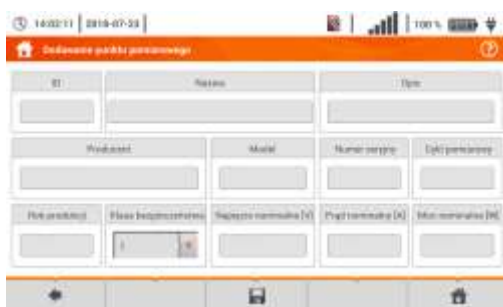 14:02:11 2019-07-23 100 %
Dodawanie punktu pomiarowego
ID Nazwa Opis
Producent Model Numer seryjny Cykl pomiarowy
Rok produkcji Klasa bezpieczeństwa Napięcie nominalne [V] Prąd nominalny [A] Moc nominalna [W]
I